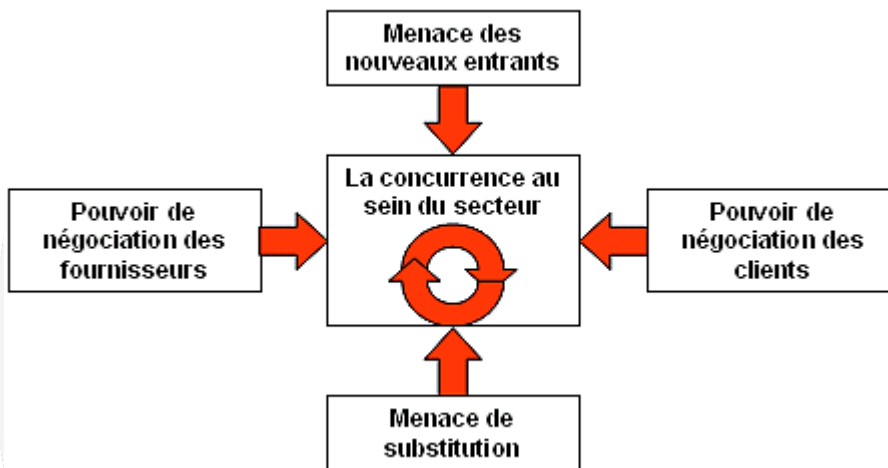 Menace des
nouveaux entrants
La concurrence au
sein du secteur
Pouvoir de
négociation des
fournisseurs
Pouvoir de
négociation des
clients
Menace de
substitution